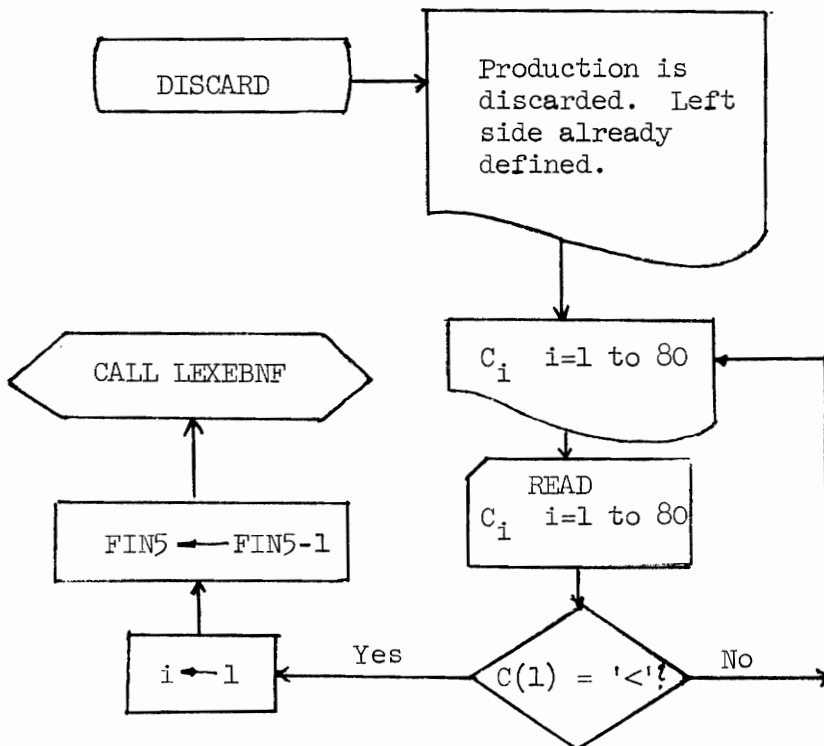 DISCARD
Production is
discarded. Left
side already
defined.
C_i i=1 to 80
CALL LEXEBNF
READ
C_i i=1 to 80
FIN5 ← FIN5-1
i ← 1
Yes
C(1) = '<'?
No